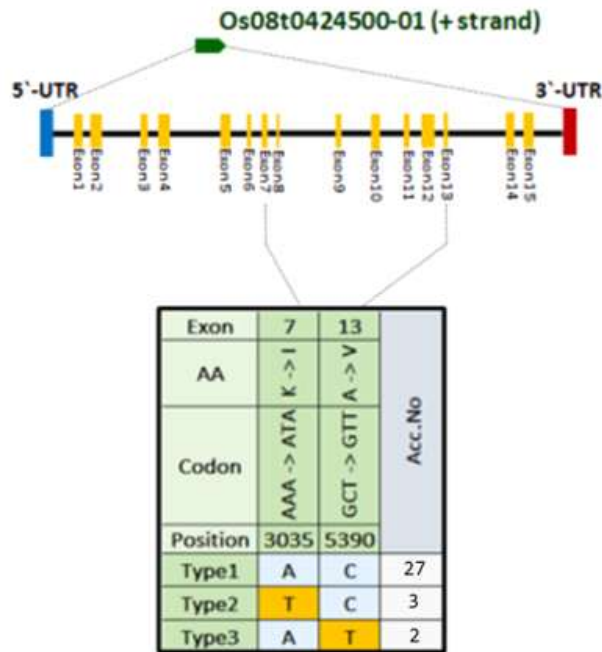 Os08t0424500-01 (+ strand)
5`-UTR 3`-UTR
Exon1 Exon2 Exon3 Exon4 Exon5 Exon6 Exon7 Exon8 Exon9 Exon10 Exon11 Exon12 Exon13 Exon14 Exon15
Exon 7 13 Acc.No
AA K -> I A -> V
Codon AAA -> ATA GCT -> GTT
Position 3035 5390
Type1 A C 27
Type2 T C 3
Type3 A T 2